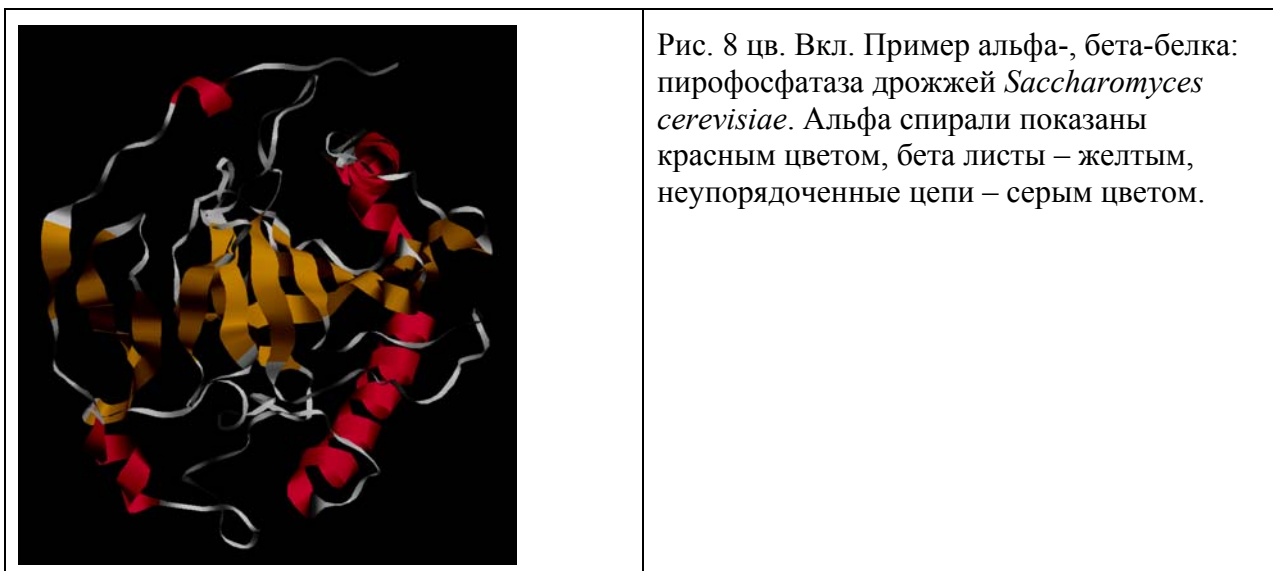 Рис. 8 цв. Вкл. Пример альфа-, бета-белка:
пирофосфатаза дрожжей Saccharomyces
cerevisiae. Альфа спирали показаны
красным цветом, бета листы – желтым,
неупорядоченные цепи – серым цветом.